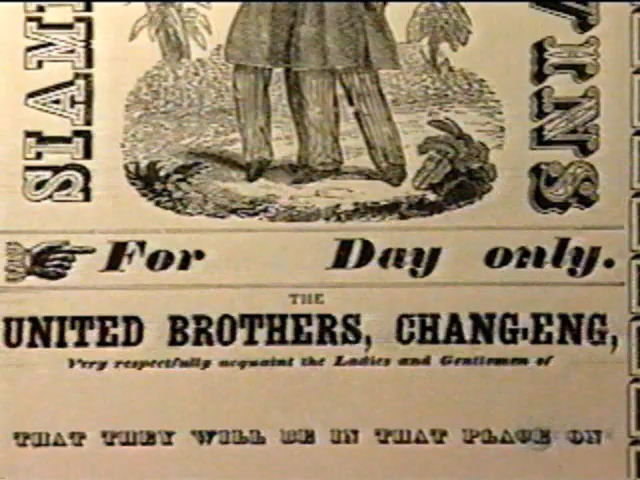 SIAM
For Day only.
THE
UNITED BROTHERS, CHANG-ENG,
Very respectfully acquaint the Ladies and Gentlemen of
THAT THEY WILL BE IN THAT PLACE ON